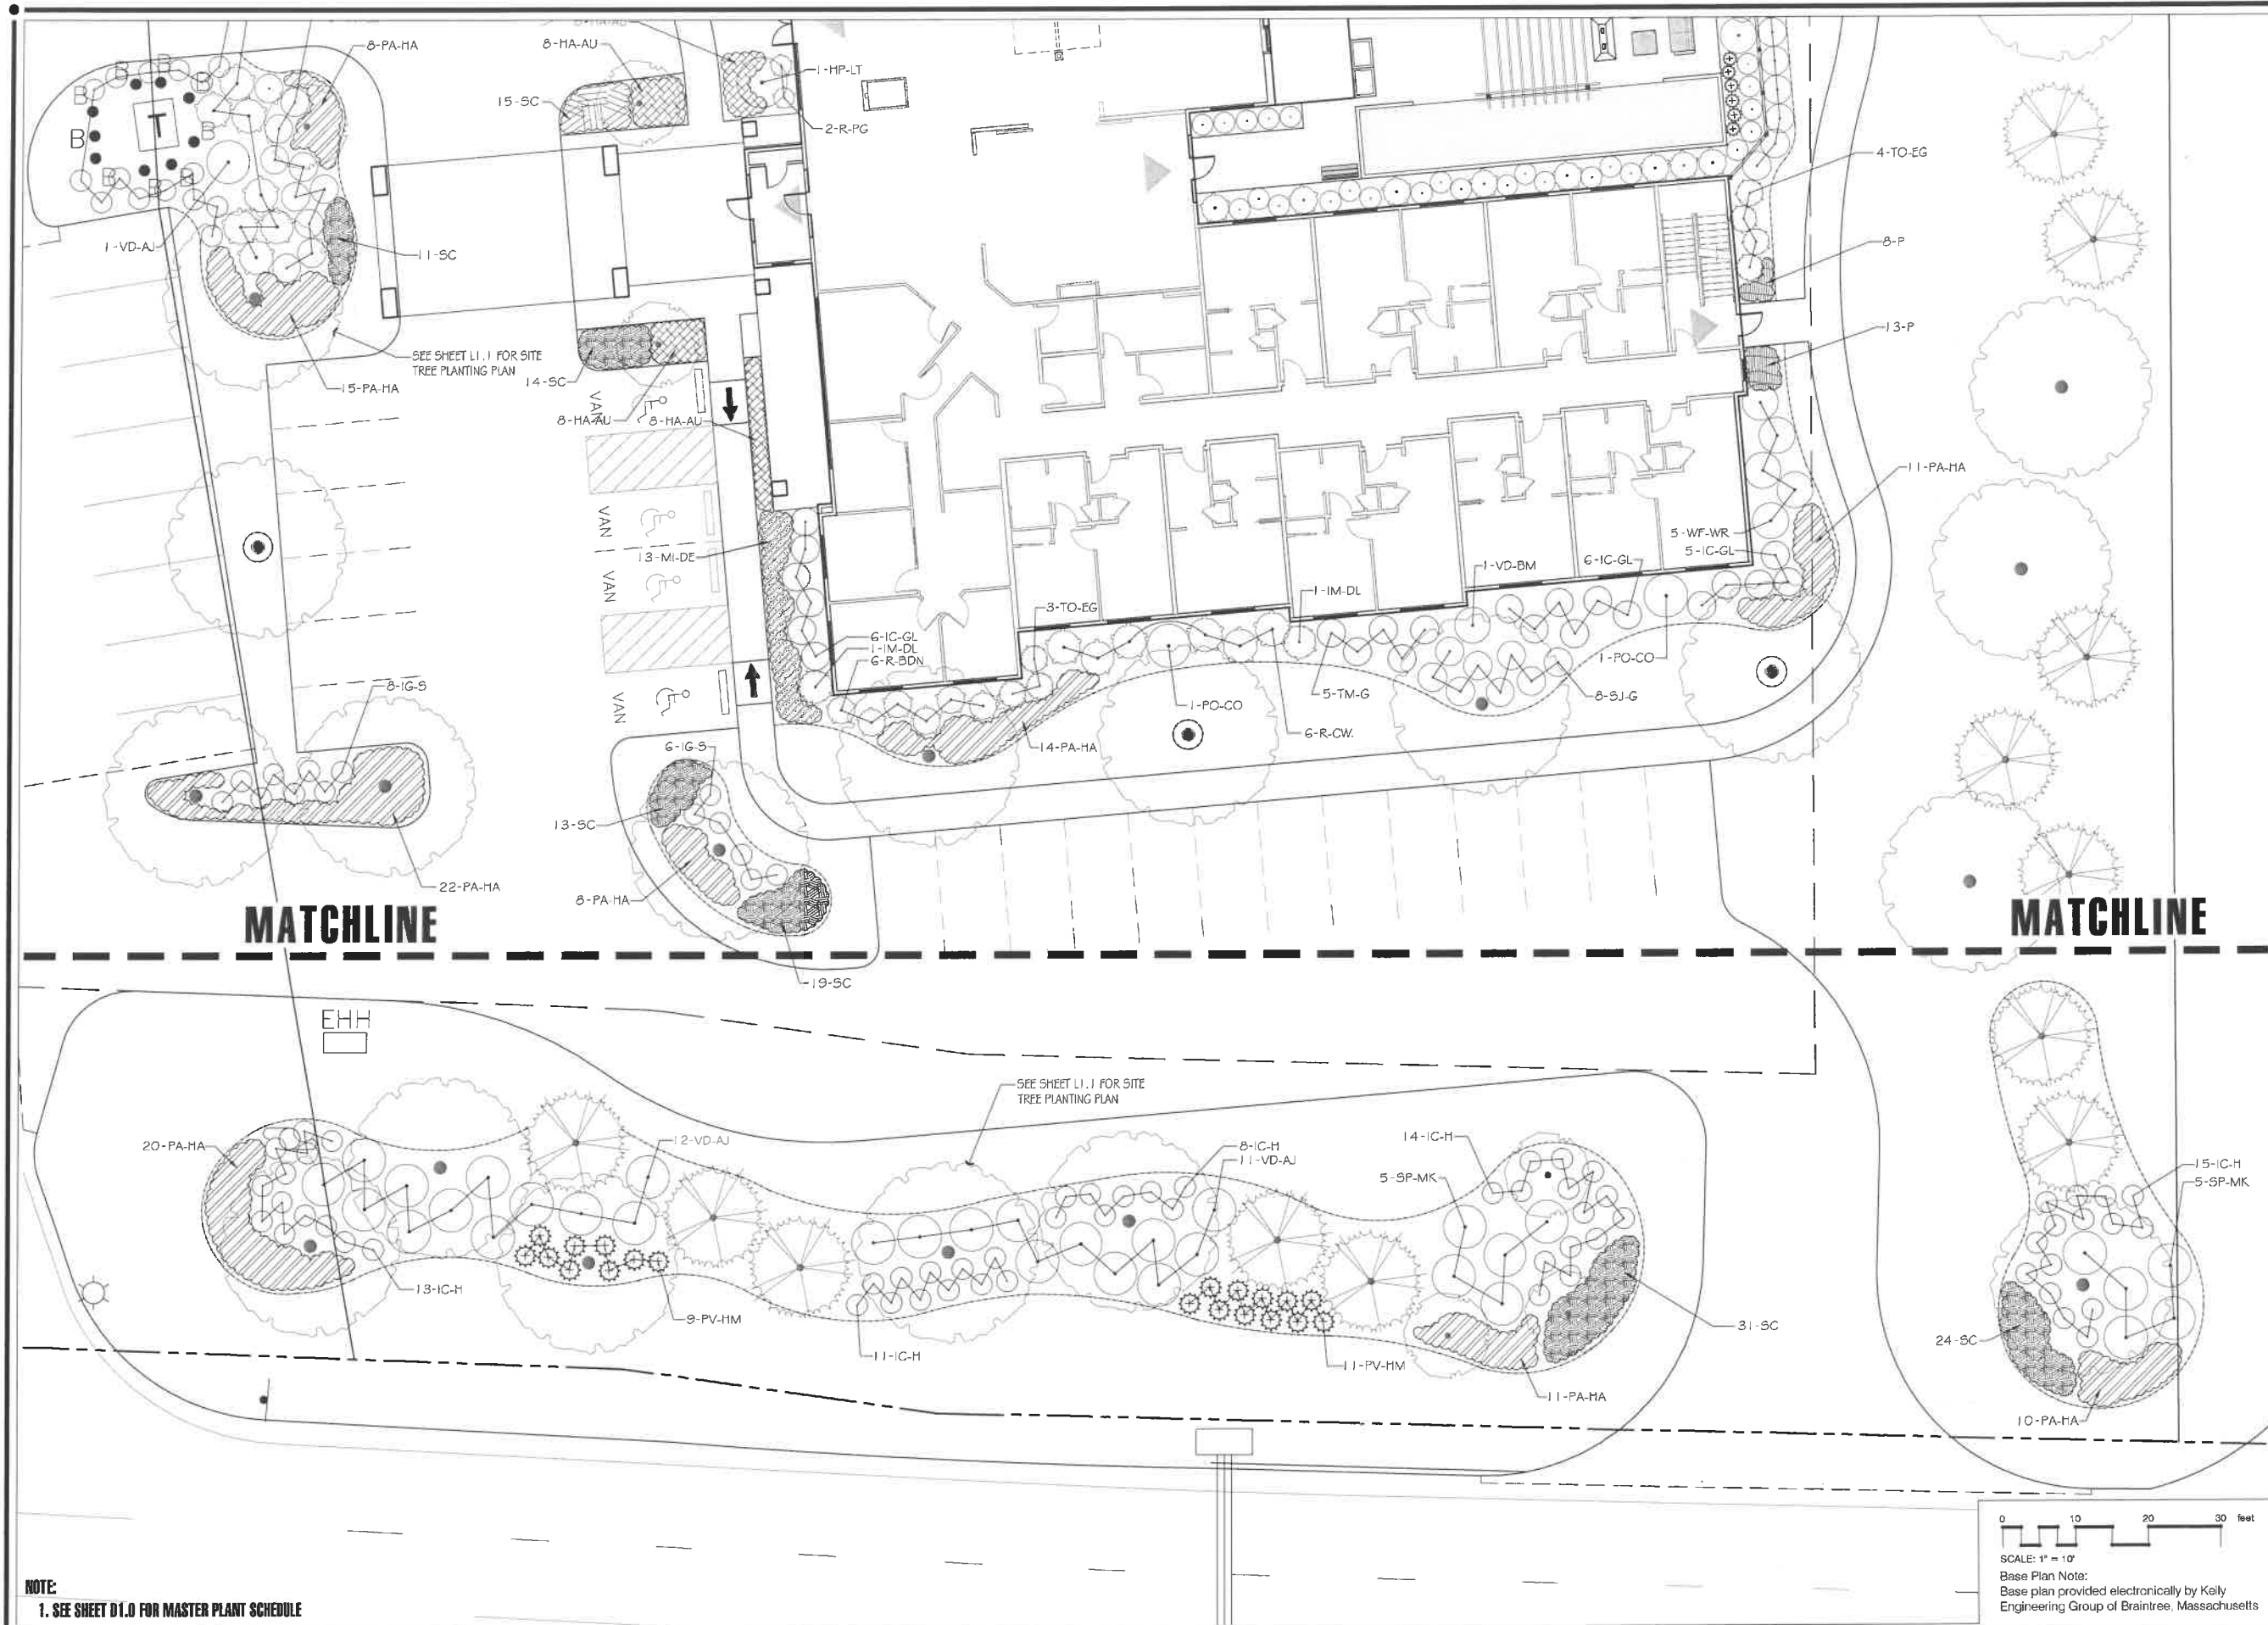 8-HA-AU
8-PA-HA
8-HA-AU
1-HP-LT
15-SC
2-R-PG
B
B
B
B
B
T
B
B
B
B
B
4-TO-EG
1-VD-AJ
11-SC
8-P
13-P
SEE SHEET L1.1 FOR SITE
TREE PLANTING PLAN
15-PA-HA
14-SC
VAN
8-HA-AU
8-HA-AU
11-PA-HA
VAN
13-MI-DE
VAN
5-WF-WR
5-IC-GL
1-VD-BM
6-IC-GL
1-IM-DL
3-TO-EG
6-IC-GL
1-IM-DL
6-R-BDN
1-PO-CO
8-IG-S
VAN
5-TM-G
8-SJ-G
1-PO-CO
6-R-CW.
6-IG-S
14-PA-HA
13-SC
22-PA-HA
8-PA-HA
MATCHLINE
MATCHLINE
19-SC
EHH
SEE SHEET L1.1 FOR SITE
TREE PLANTING PLAN
20-PA-HA
12-VD-AJ
8-IC-H
11-VD-AJ
14-IC-H
5-SP-MK
15-IC-H
5-SP-MK
13-IC-H
9-PV-HM
11-IC-H
11-PV-HM
31-SC
24-SC
11-PA-HA
10-PA-HA
0 10 20 30 feet
SCALE: 1" = 10'
Base Plan Note:
Base plan provided electronically by Kelly
Engineering Group of Braintree, Massachusetts
NOTE:
1. SEE SHEET D1.0 FOR MASTER PLANT SCHEDULE